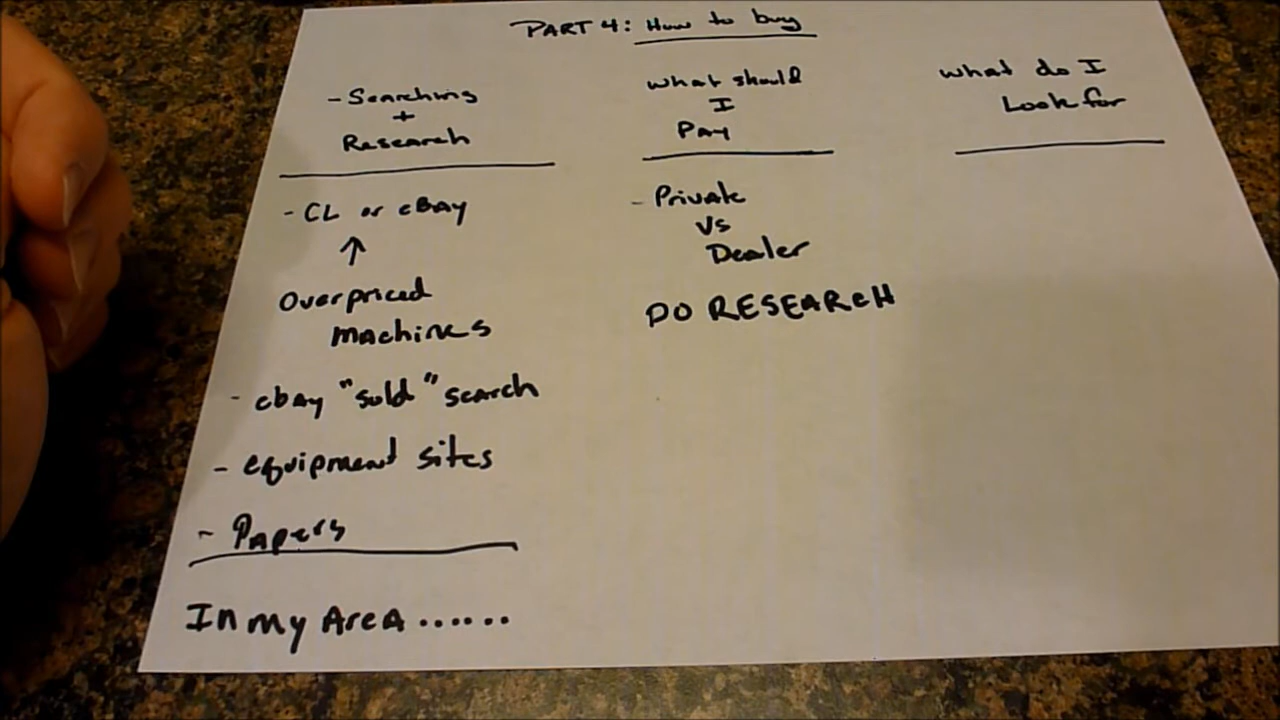 PART 4: How to buy
- Searching
+
Research
- CL or eBay
↑
Overpriced
machines
- ebay "sold" search
- equipment sites
- Papers
In my Area ......
what should
I
Pay
- Private
vs
Dealer
DO RESEARCH
what do I
Look for